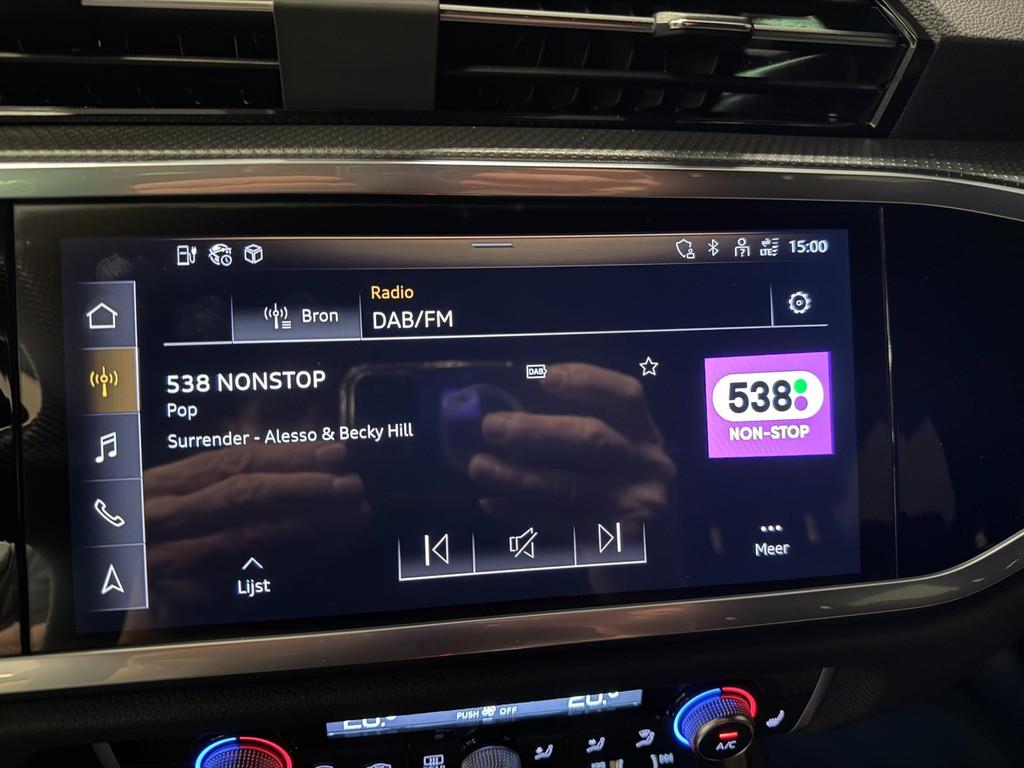 LTE 15:00
Bron
Radio
DAB/FM
538 NONSTOP
DAB
Pop
Surrender - Alesso & Becky Hill
538
NON-STOP
Lijst
Meer
PUSH OFF
A/C